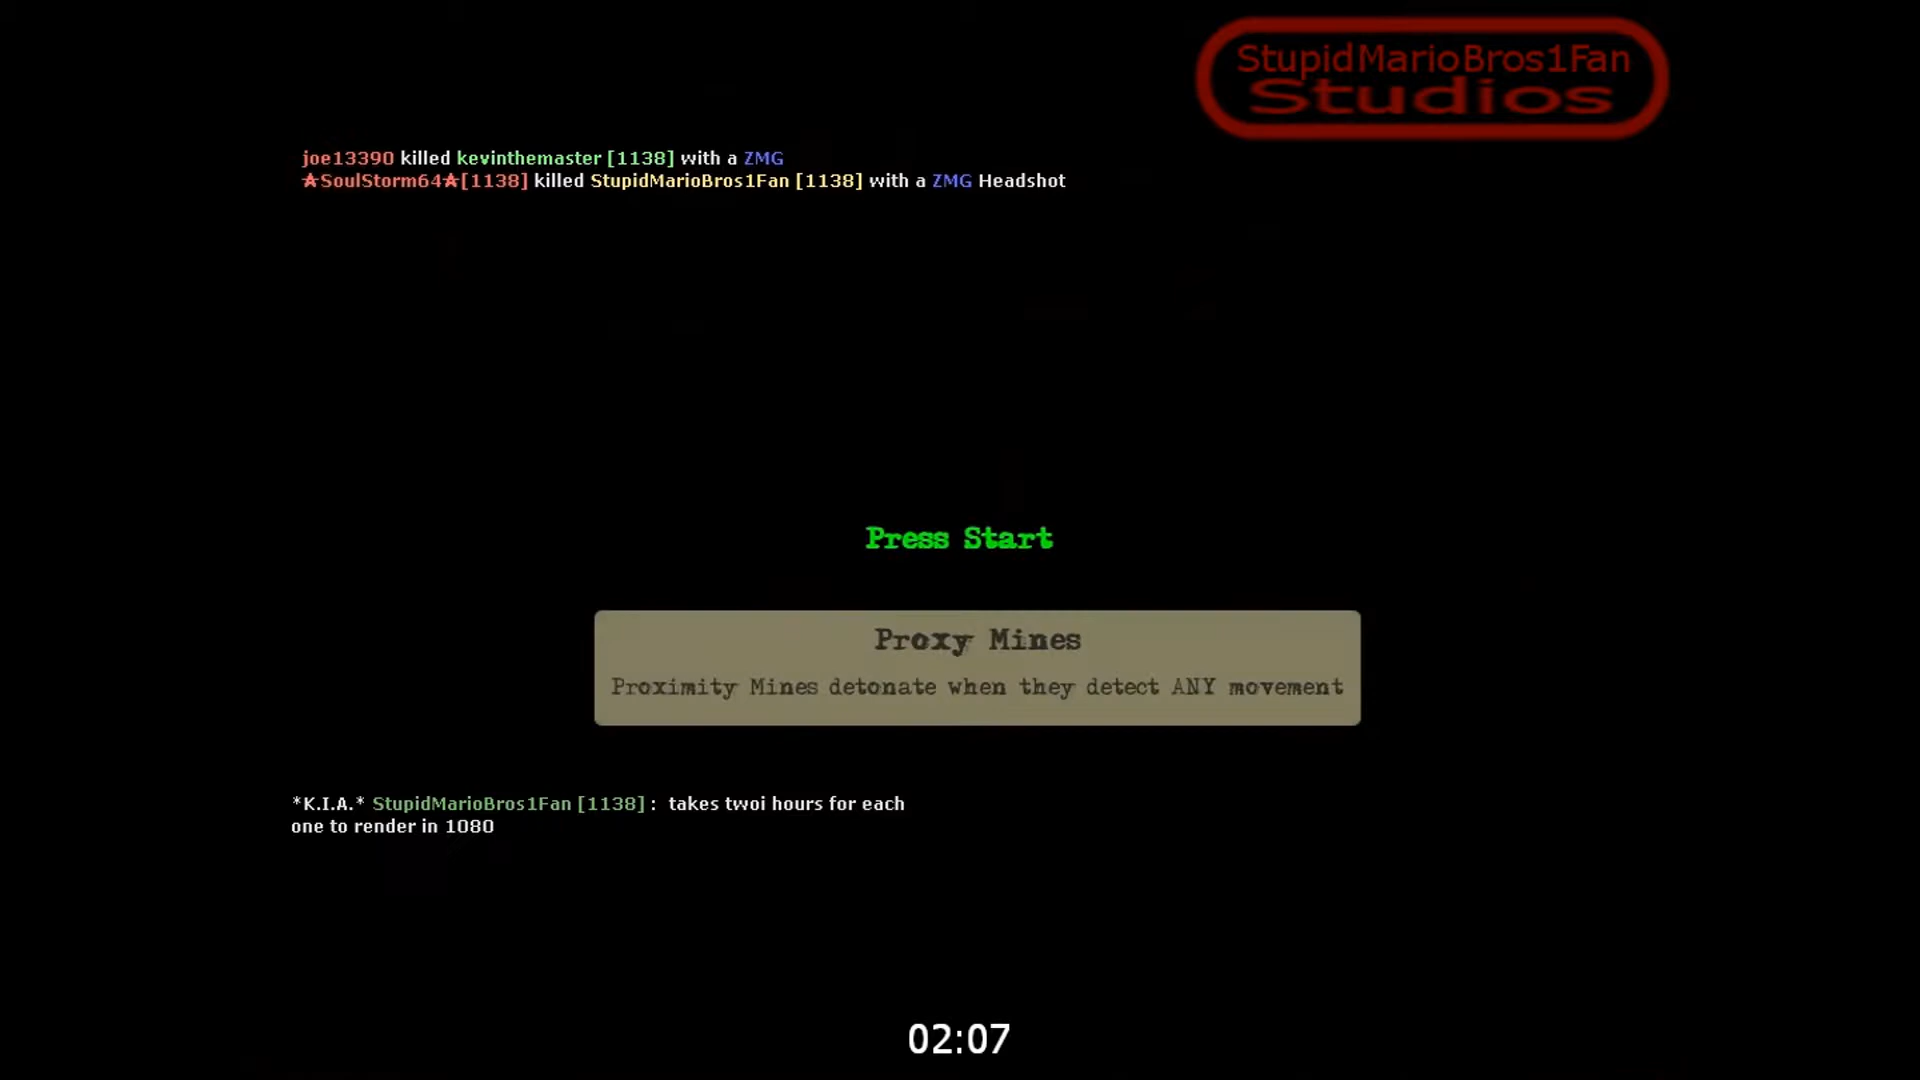 StupidMarioBros1Fan
Studios
joe13390 killed kevinthemaster [1138] with a ZMG
★SoulStorm64★[1138] killed StupidMarioBros1Fan [1138] with a ZMG Headshot
Press Start
Proxy Mines
Proximity Mines detonate when they detect ANY movement
*K.I.A.* StupidMarioBros1Fan [1138] : takes twoi hours for each
one to render in 1080
02:07